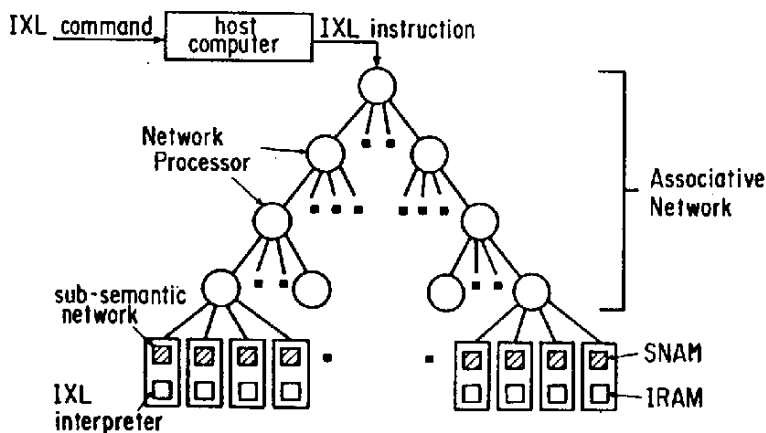 IXL command
host
computer
IXL instruction
Network
Processor
Associative
Network
sub-semantic
network
SNAM
IXL
interpreter
IRAM